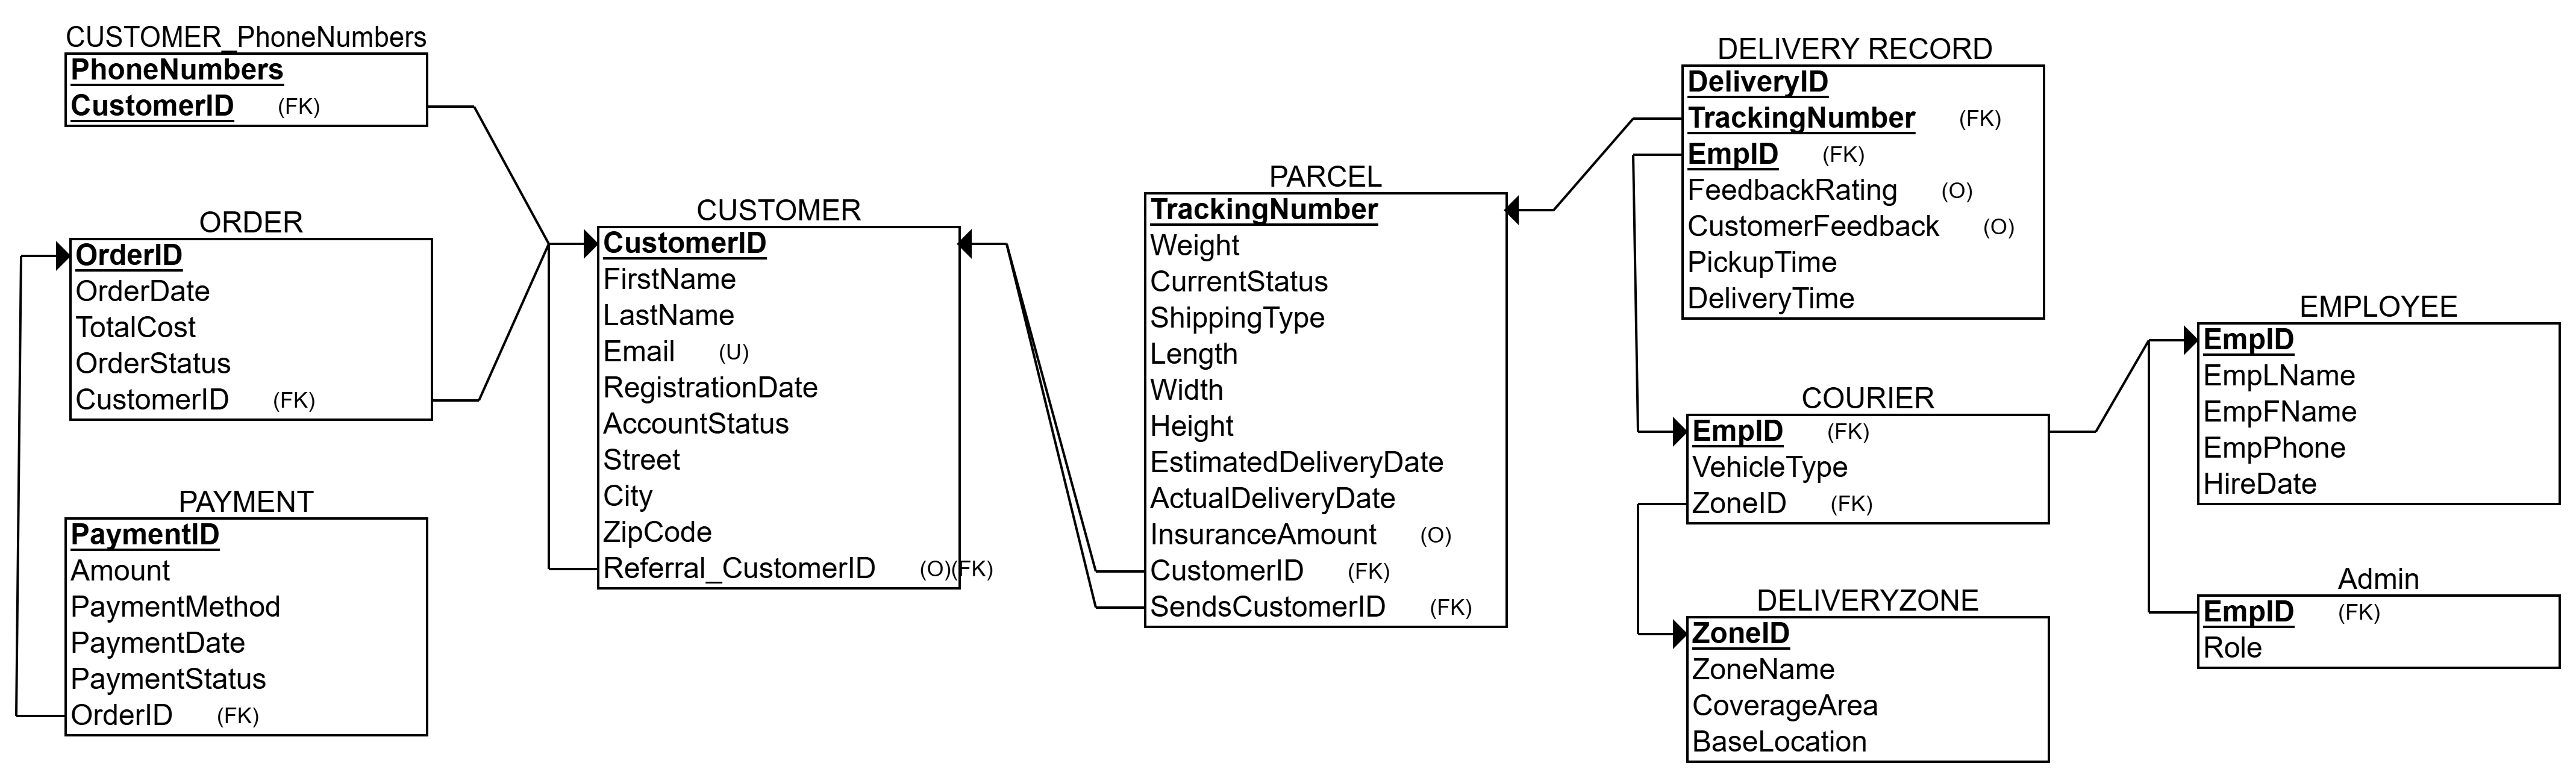 CUSTOMER_PhoneNumbers
PhoneNumbers
CustomerID (FK)
ORDER
OrderID
OrderDate
TotalCost
OrderStatus
CustomerID (FK)
PAYMENT
PaymentID
Amount
PaymentMethod
PaymentDate
PaymentStatus
OrderID (FK)
CUSTOMER
CustomerID
FirstName
LastName
Email (U)
RegistrationDate
AccountStatus
Street
City
ZipCode
Referral_CustomerID (O)(FK)
PARCEL
TrackingNumber
Weight
CurrentStatus
ShippingType
Length
Width
Height
EstimatedDeliveryDate
ActualDeliveryDate
InsuranceAmount (O)
CustomerID (FK)
SendsCustomerID (FK)
DELIVERY RECORD
DeliveryID
TrackingNumber (FK)
EmpID (FK)
FeedbackRating (O)
CustomerFeedback (O)
PickupTime
DeliveryTime
COURIER
EmpID (FK)
VehicleType
ZoneID (FK)
DELIVERYZONE
ZoneID
ZoneName
CoverageArea
BaseLocation
EMPLOYEE
EmpID
EmpLName
EmpFName
EmpPhone
HireDate
Admin
EmpID (FK)
Role